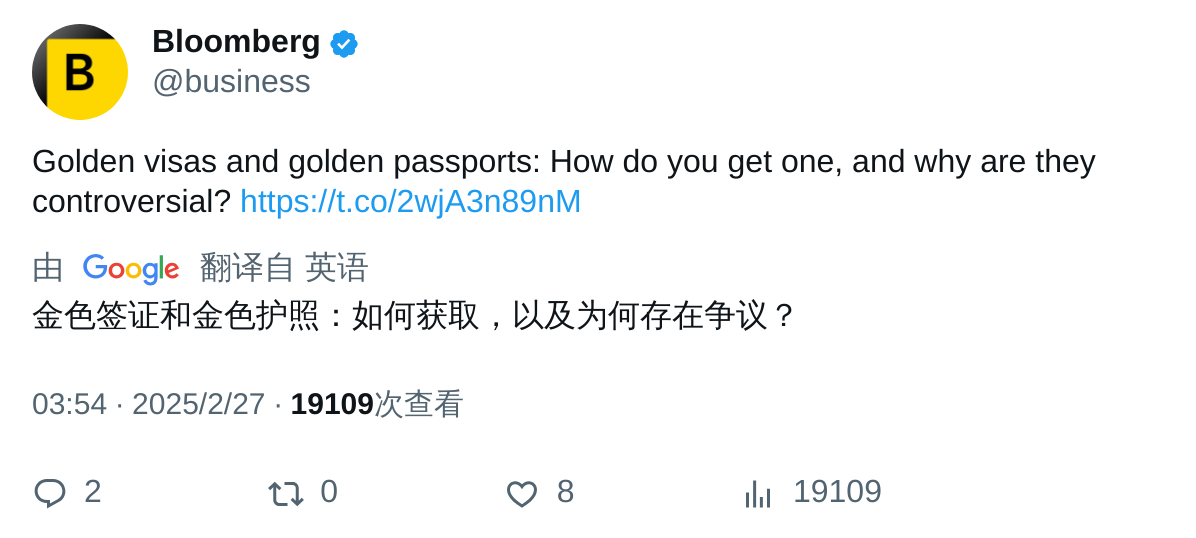 B
Bloomberg
@business
Golden visas and golden passports: How do you get one, and why are they
controversial? https://t.co/2wjA3n89nM
由 Google 翻译自 英语
金色签证和金色护照：如何获取，以及为何存在争议？
03:54 · 2025/2/27 · 19109次查看
2 0 8 19109